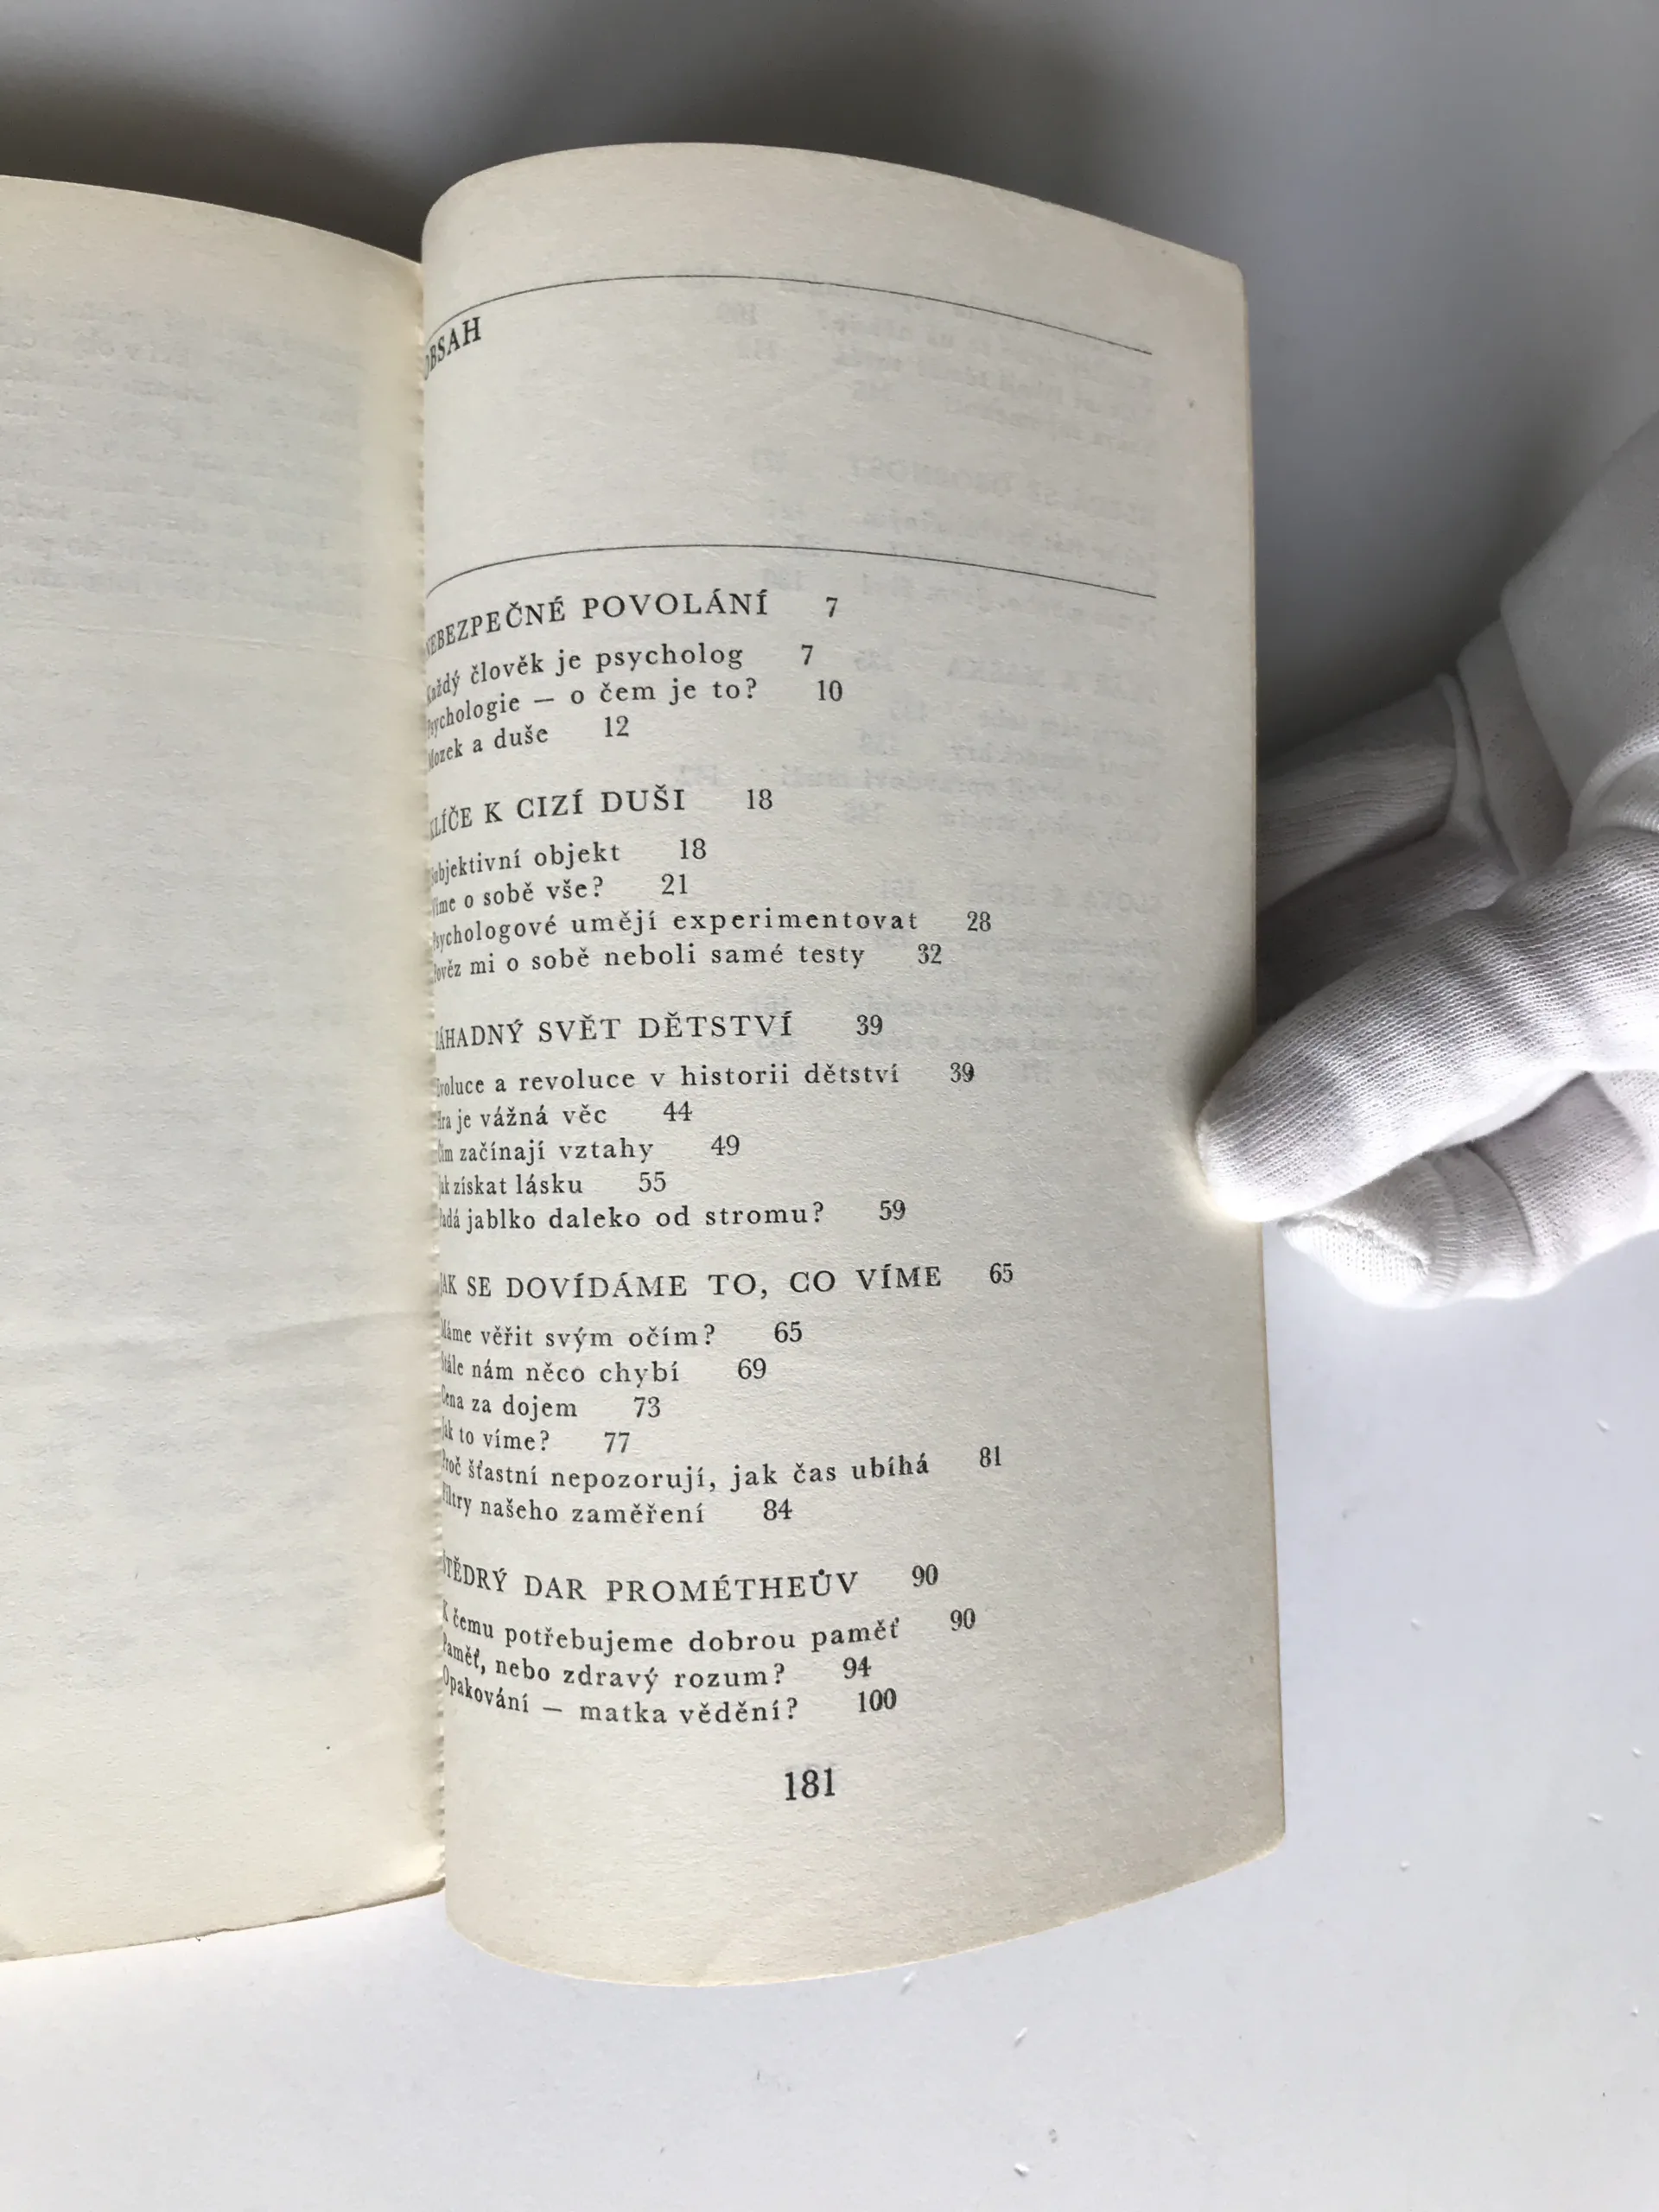 OBSAH
NEBEZPEČNÉ POVOLÁNÍ 7
Každý člověk je psycholog 7
Psychologie — o čem je to? 10
Mozek a duše 12
KLÍČE K CIZÍ DUŠI 18
Subjektivní objekt 18
Víme o sobě vše? 21
Psychologové umějí experimentovat 28
Pověz mi o sobě neboli samé testy 32
ZÁHADNÝ SVĚT DĚTSTVÍ 39
Evoluce a revoluce v historii dětství 39
Hra je vážná věc 44
Čím začínají vztahy 49
Jak získat lásku 55
Padá jablko daleko od stromu? 59
JAK SE DOVÍDÁME TO, CO VÍME 65
Máme věřit svým očím? 65
Stále nám něco chybí 69
Cena za dojem 73
Jak to víme? 77
Proč šťastní nepozorují, jak čas ubíhá 81
Filtry našeho zaměření 84
ŠTĚDRÝ DAR PROMÉTHEŮV 90
K čemu potřebujeme dobrou paměť 90
Paměť, nebo zdravý rozum? 94
Opakování — matka vědění? 100
181